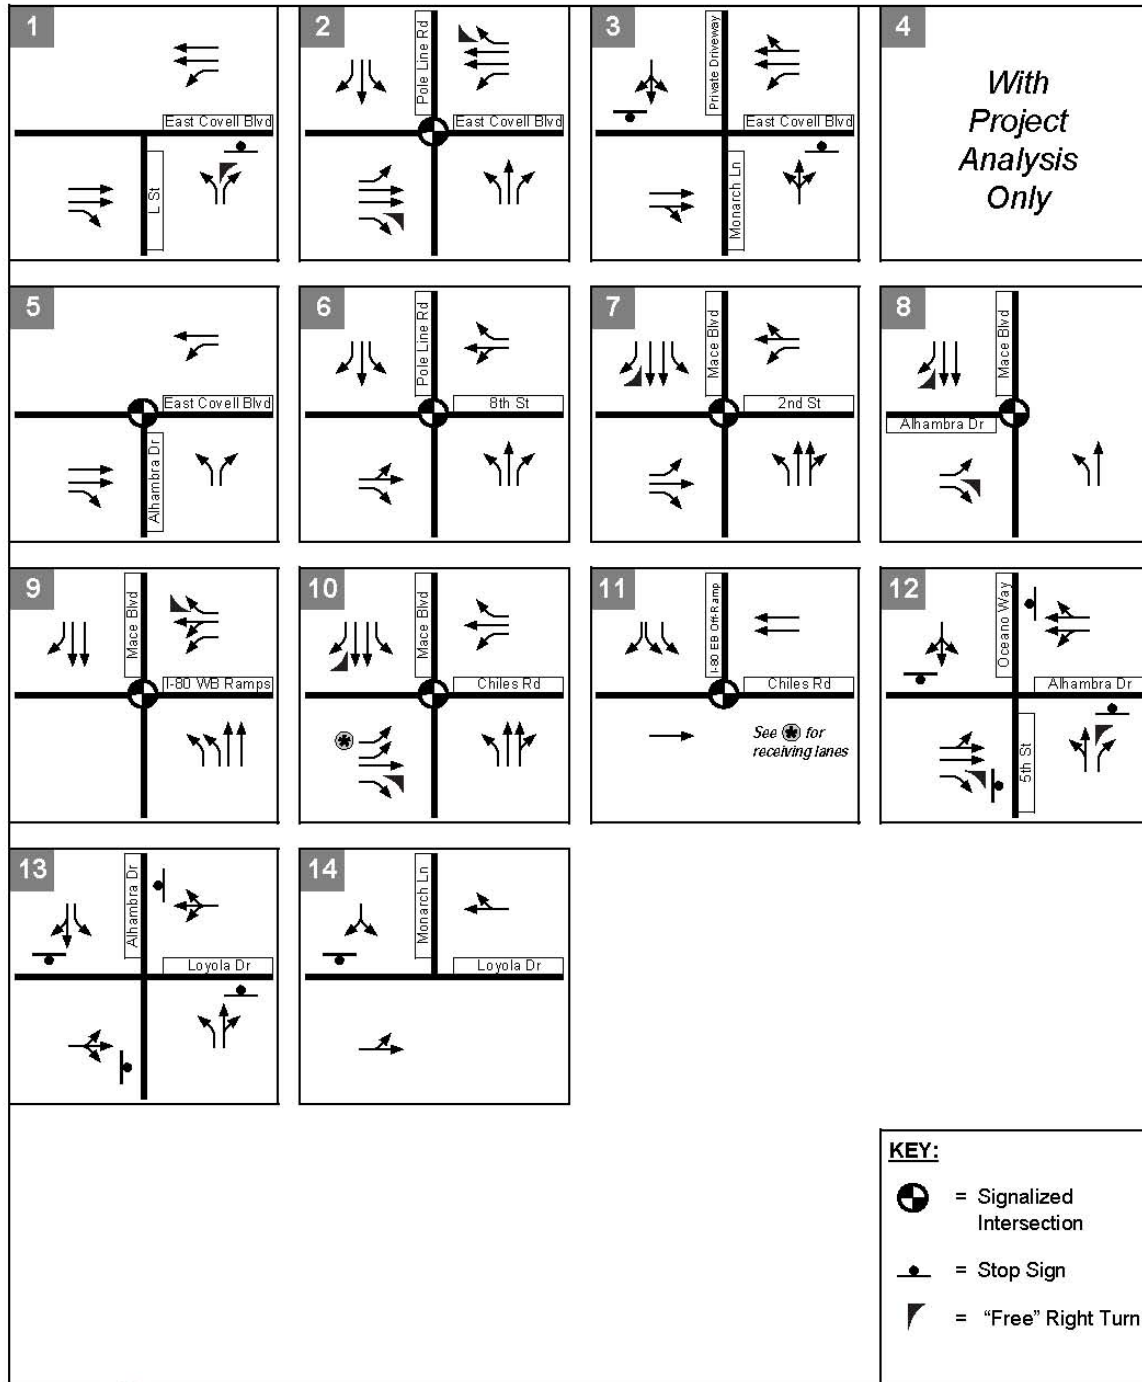 1
East Covell Blvd
L St
2
Pole Line Rd
East Covell Blvd
3
Private Driveway
East Covell Blvd
Monarch Ln
4
With
Project
Analysis
Only
5
East Covell Blvd
Alhambra Dr
6
Pole Line Rd
8th St
7
Mace Blvd
2nd St
8
Mace Blvd
Alhambra Dr
9
Mace Blvd
I-80 WB Ramps
10
Mace Blvd
Chiles Rd
11
I-80 EB Off-Ramp
Chiles Rd
See * for
receiving lanes
12
Oceano Way
Alhambra Dr
5th St
13
Alhambra Dr
Loyola Dr
14
Monarch Ln
Loyola Dr
KEY:
= Signalized
Intersection
= Stop Sign
= “Free” Right Turn